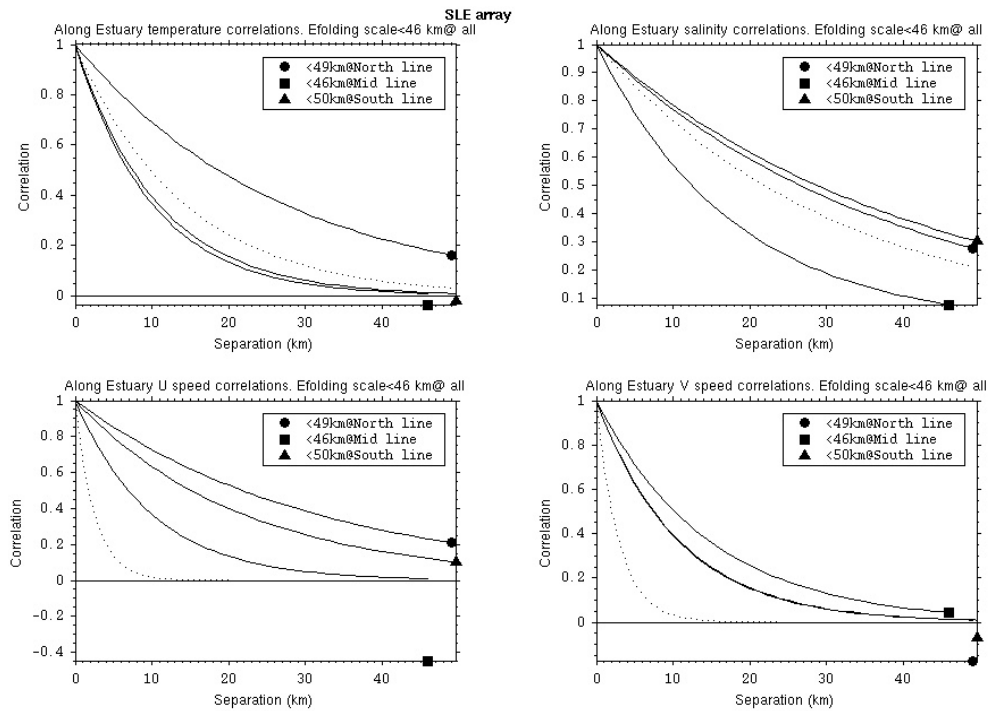 SLE array
Along Estuary temperature correlations. Efolding scale<46 km@ all
<49km@North line
<46km@Mid line
<50km@South line
1
0.8
0.6
0.4
0.2
0
Correlation
0 10 20 30 40
Separation (km)
Along Estuary salinity correlations. Efolding scale<46 km@ all
<49km@North line
<46km@Mid line
<50km@South line
1
0.9
0.8
0.7
0.6
0.5
0.4
0.3
0.2
0.1
Correlation
0 10 20 30 40
Separation (km)
Along Estuary U speed correlations. Efolding scale<46 km@ all
<49km@North line
<46km@Mid line
<50km@South line
1
0.8
0.6
0.4
0.2
0
-0.2
-0.4
Correlation
0 10 20 30 40
Separation (km)
Along Estuary V speed correlations. Efolding scale<46 km@ all
<49km@North line
<46km@Mid line
<50km@South line
1
0.8
0.6
0.4
0.2
0
Correlation
0 10 20 30 40
Separation (km)